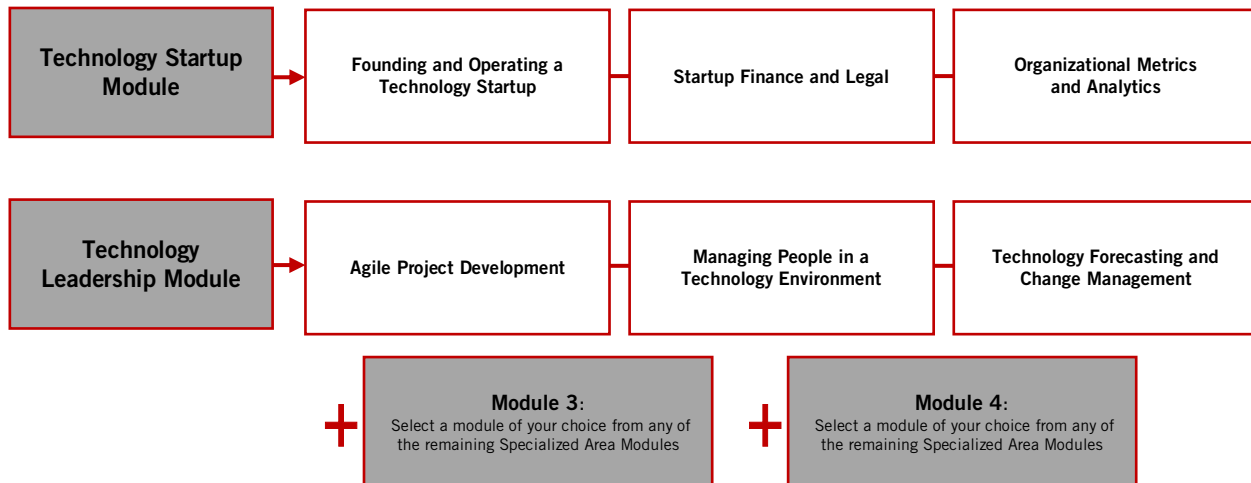 Technology Startup
Module
Founding and Operating a
Technology Startup
Startup Finance and Legal
Organizational Metrics
and Analytics
Technology
Leadership Module
Agile Project Development
Managing People in a
Technology Environment
Technology Forecasting and
Change Management
+
Module 3:
Select a module of your choice from any of
the remaining Specialized Area Modules
+
Module 4:
Select a module of your choice from any of
the remaining Specialized Area Modules